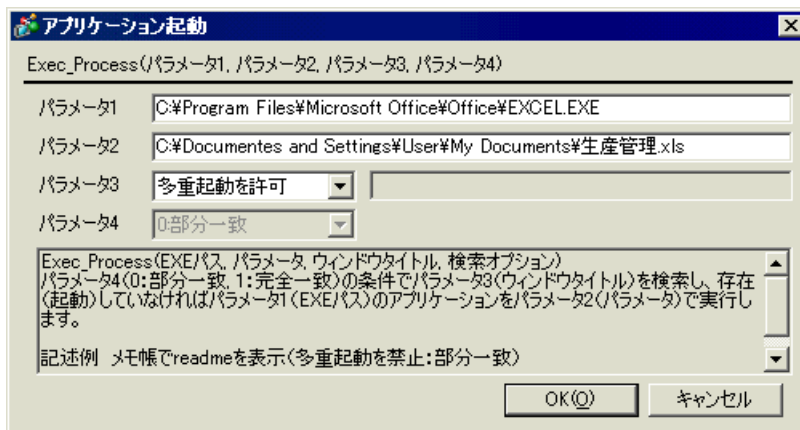 アプリケーション起動
Exec_Process(パラメータ1, パラメータ2, パラメータ3, パラメータ4)
パラメータ1 C:¥Program Files¥Microsoft Office¥Office¥EXCEL.EXE
パラメータ2 C:¥Documentes and Settings¥User¥My Documents¥生産管理.xls
パラメータ3 多重起動を許可
パラメータ4 0:部分一致
Exec_Process(EXEパス, パラメータ, ウィンドウタイトル, 検索オプション)
パラメータ4(0:部分一致, 1:完全一致)の条件でパラメータ3(ウィンドウタイトル)を検索し、存在
(起動)していなければパラメータ1(EXEパス)のアプリケーションをパラメータ2(パラメータ)で実行し
ます。
記述例 メモ帳でreadmeを表示(多重起動を禁止:部分一致)
OK(O) キャンセル